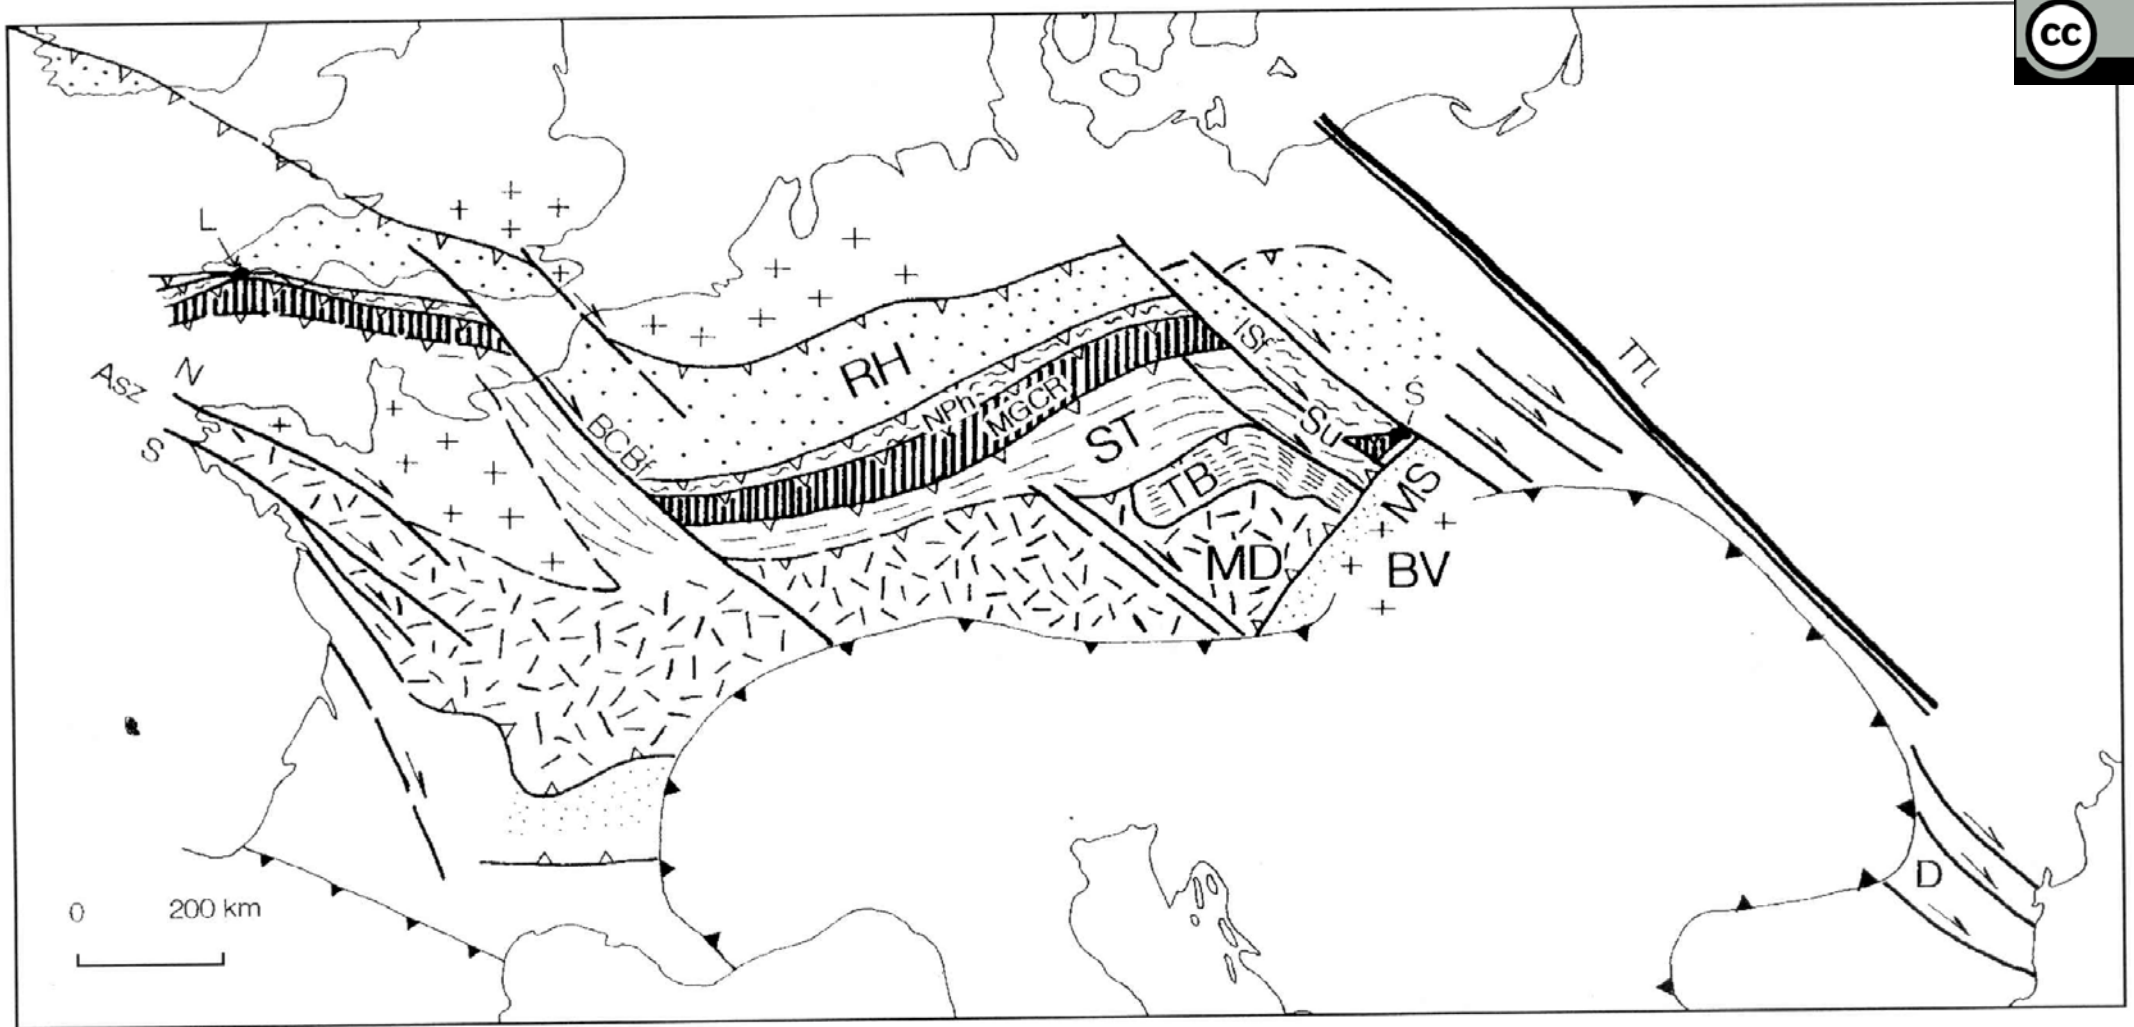 cc
L
TTL
ISf
RH
Ś
N
Asz
NPh
MGCR
Su
BCBf
ST
S
TB
MS
MD
BV
D
0 200 km